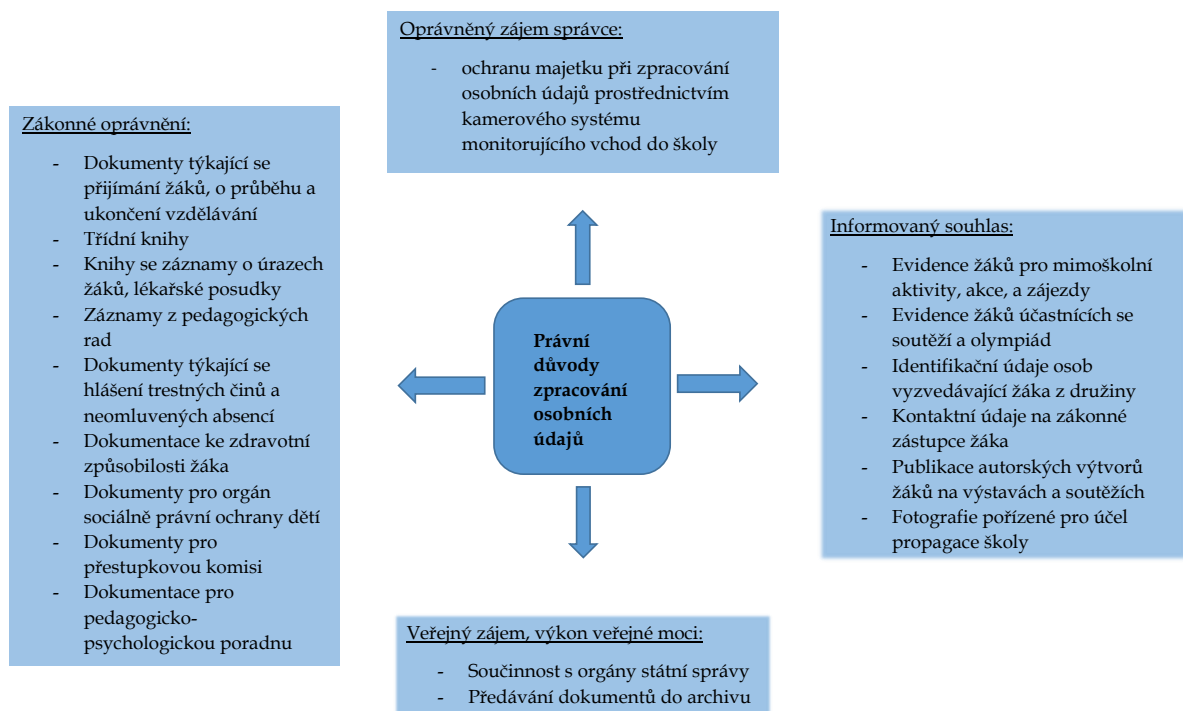 Oprávněný zájem správce:
- ochranu majetku při zpracování
osobních údajů prostřednictvím
kamerového systému
monitorujícího vchod do školy
Zákonné oprávnění:
- Dokumenty týkající se
přijímání žáků, o průběhu a
ukončení vzdělávání
- Třídní knihy
- Knihy se záznamy o úrazech
žáků, lékařské posudky
- Záznamy z pedagogických
rad
- Dokumenty týkající se
hlášení trestných činů a
neomluvených absencí
- Dokumentace ke zdravotní
způsobilosti žáka
- Dokumenty pro orgán
sociálně právní ochrany dětí
- Dokumenty pro
přestupkovou komisi
- Dokumentace pro
pedagogicko-
psychologickou poradnu
Právní
důvody
zpracování
osobních
údajů
Informovaný souhlas:
- Evidence žáků pro mimoškolní
aktivity, akce, a zájezdy
- Evidence žáků účastnících se
soutěží a olympiád
- Identifikační údaje osob
vyzvedávající žáka z družiny
- Kontaktní údaje na zákonné
zástupce žáka
- Publikace autorských výtvorů
žáků na výstavách a soutěžích
- Fotografie pořízené pro účel
propagace školy
Veřejný zájem, výkon veřejné moci:
- Součinnost s orgány státní správy
- Předávání dokumentů do archivu